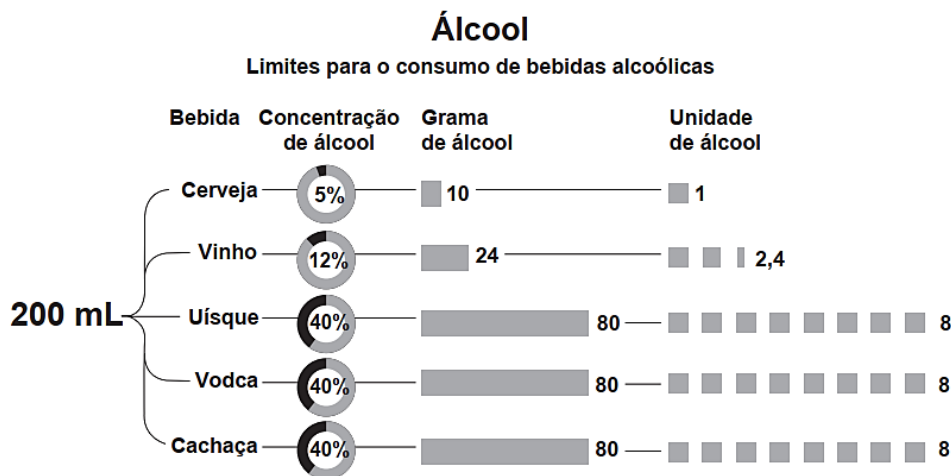 Álcool
Limites para o consumo de bebidas alcoólicas
Bebida Concentração de álcool Grama de álcool Unidade de álcool
200 mL
Cerveja 5% 10 1
Vinho 12% 24 2,4
Uísque 40% 80 8
Vodca 40% 80 8
Cachaça 40% 80 8